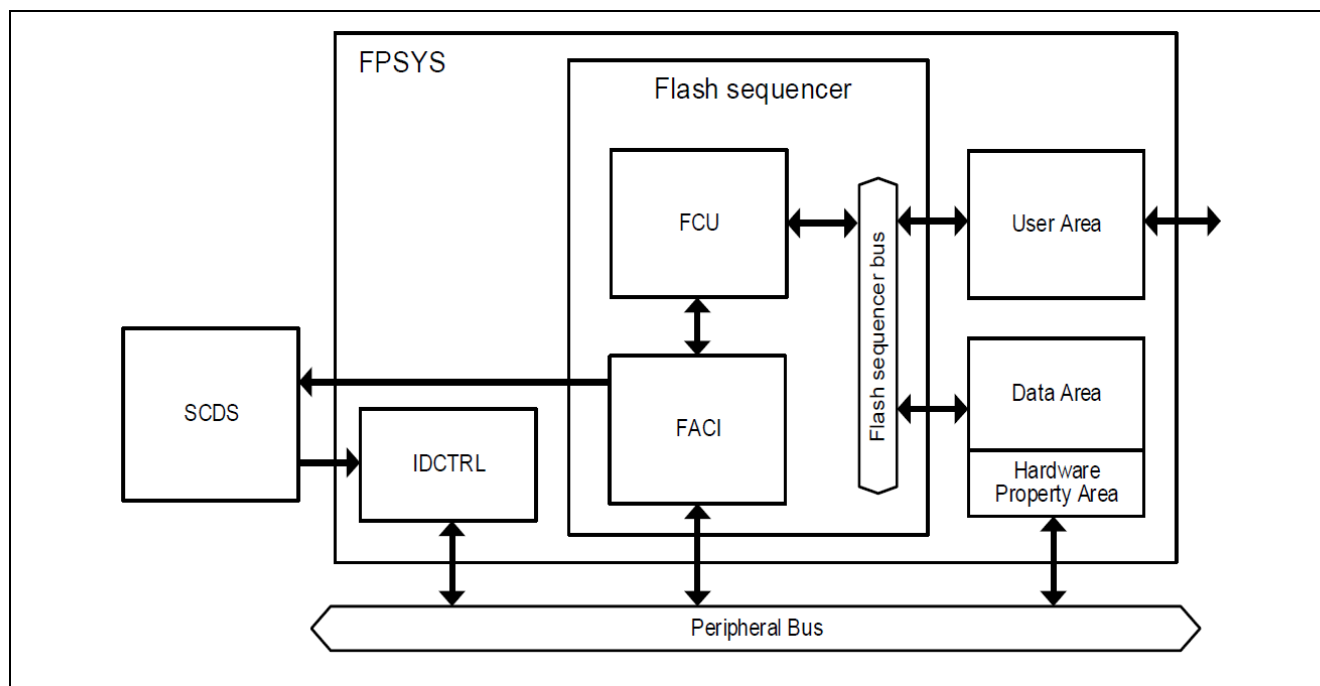 FPSYS
Flash sequencer
FCU
Flash sequencer bus
User Area
SCDS
IDCTRL
FACI
Data Area
Hardware
Property Area
Peripheral Bus